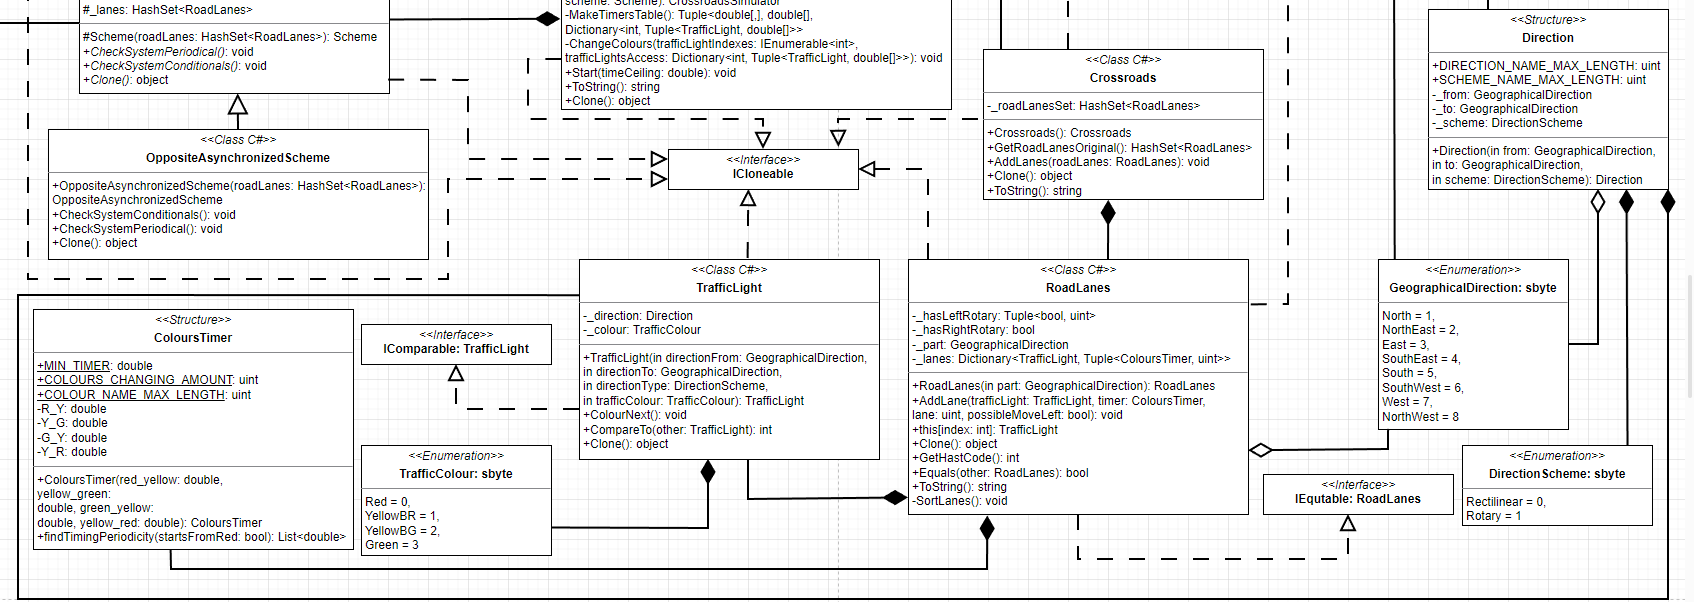 #_lanes: HashSet<RoadLanes>
#Scheme(roadLanes: HashSet<RoadLanes>): Scheme
+CheckSystemPeriodical(): void
+CheckSystemConditionals(): void
+Clone(): object
scheme: Scheme): CrossroadsSimulator
-MakeTimersTable(): Tuple<double[,], double[],
Dictionary<int, Tuple<TrafficLight, double[]>>
-ChangeColours(trafficLightIndexes: IEnumerable<int>,
trafficLightsAccess: Dictionary<int, Tuple<TrafficLight, double[]>>): void
+Start(timeCeiling: double): void
+ToString(): string
+Clone(): object
<<Class C#>>
Crossroads
-_roadLanesSet: HashSet<RoadLanes>
+Crossroads(): Crossroads
+GetRoadLanesOriginal(): HashSet<RoadLanes>
+AddLanes(roadLanes: RoadLanes): void
+Clone(): object
+ToString(): string
<<Structure>>
Direction
+DIRECTION_NAME_MAX_LENGTH: uint
+SCHEME_NAME_MAX_LENGTH: uint
-_from: GeographicalDirection
-_to: GeographicalDirection
-_scheme: DirectionScheme
+Direction(in from: GeographicalDirection,
in to: GeographicalDirection,
in scheme: DirectionScheme): Direction
<<Class C#>>
OppositeAsynchronizedScheme
+OppositeAsynchronizedScheme(roadLanes: HashSet<RoadLanes>):
OppositeAsynchronizedScheme
+CheckSystemConditionals(): void
+CheckSystemPeriodical(): void
+Clone(): object
<<Interface>>
ICloneable
<<Structure>>
ColoursTimer
+MIN_TIMER: double
+COLOURS_CHANGING_AMOUNT: uint
+COLOUR_NAME_MAX_LENGTH: uint
-R_Y: double
-Y_G: double
-G_Y: double
-Y_R: double
+ColoursTimer(red_yellow: double,
yellow_green:
double, green_yellow:
double, yellow_red: double): ColoursTimer
+findTimingPeriodicity(startsFromRed: bool): List<double>
<<Interface>>
IComparable: TrafficLight
<<Enumeration>>
TrafficColour: sbyte
Red = 0,
YellowBR = 1,
YellowBG = 2,
Green = 3
<<Class C#>>
TrafficLight
-_direction: Direction
-_colour: TrafficColour
+TrafficLight(in directionFrom: GeographicalDirection,
in directionTo: GeographicalDirection,
in directionType: DirectionScheme,
in trafficColour: TrafficColour): TrafficLight
+ColourNext(): void
+CompareTo(other: TrafficLight): int
+Clone(): object
<<Class C#>>
RoadLanes
-_hasLeftRotary: Tuple<bool, uint>
-_hasRightRotary: bool
-_part: GeographicalDirection
-_lanes: Dictionary<TrafficLight, Tuple<ColoursTimer, uint>>
+RoadLanes(in part: GeographicalDirection): RoadLanes
+AddLane(trafficLight: TrafficLight, timer: ColoursTimer,
lane: uint, possibleMoveLeft: bool): void
+this[index: int]: TrafficLight
+Clone(): object
+GetHastCode(): int
+Equals(other: RoadLanes): bool
+ToString(): string
-SortLanes(): void
<<Enumeration>>
GeographicalDirection: sbyte
North = 1,
NorthEast = 2,
East = 3,
SouthEast = 4,
South = 5,
SouthWest = 6,
West = 7,
NorthWest = 8
<<Interface>>
IEqutable: RoadLanes
<<Enumeration>>
DirectionScheme: sbyte
Rectilinear = 0,
Rotary = 1